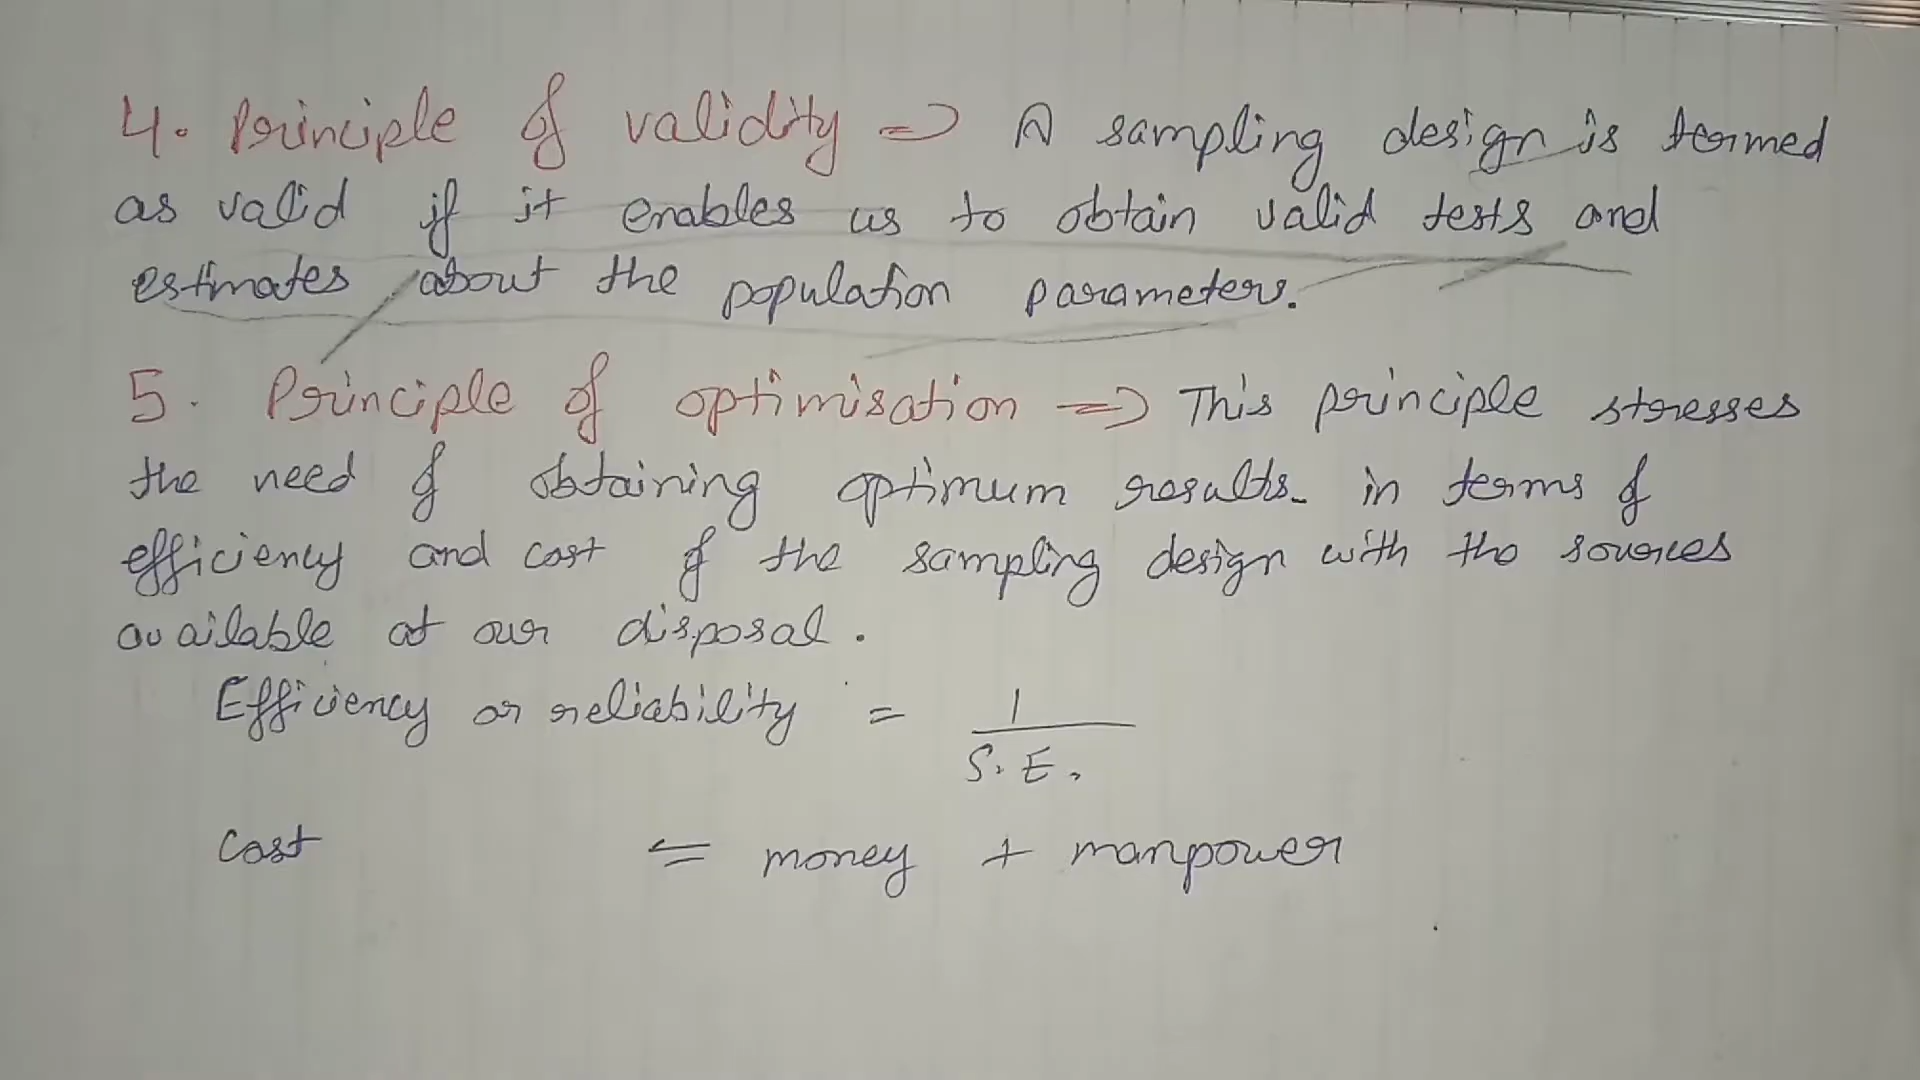 4. Principle of validity => A sampling design is termed
as valid if it enables us to obtain valid tests and
estimates about the population parameters.
5. Principle of optimisation => This principle stresses
the need of obtaining optimum results in terms of
efficiency and cost of the sampling design with the sources
available at our disposal.
Efficiency or reliability = 1
S.E.
Cost = money + manpower